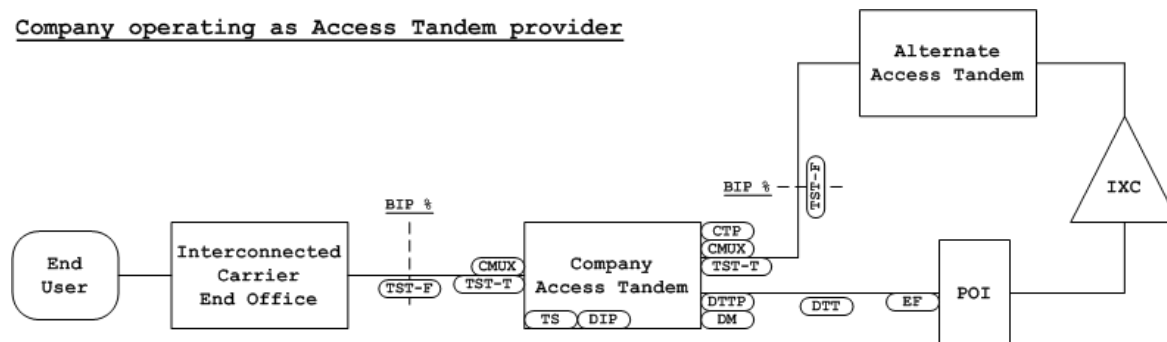 Company operating as Access Tandem provider
Alternate
Access Tandem
IXC
BIP %
TST-F
BIP %
End
User
Interconnected
Carrier
End Office
TST-F
CMUX
TST-T
Company
Access Tandem
TS
DIP
CTP
CMUX
TST-T
DTTP
DM
DTT
EF
POI